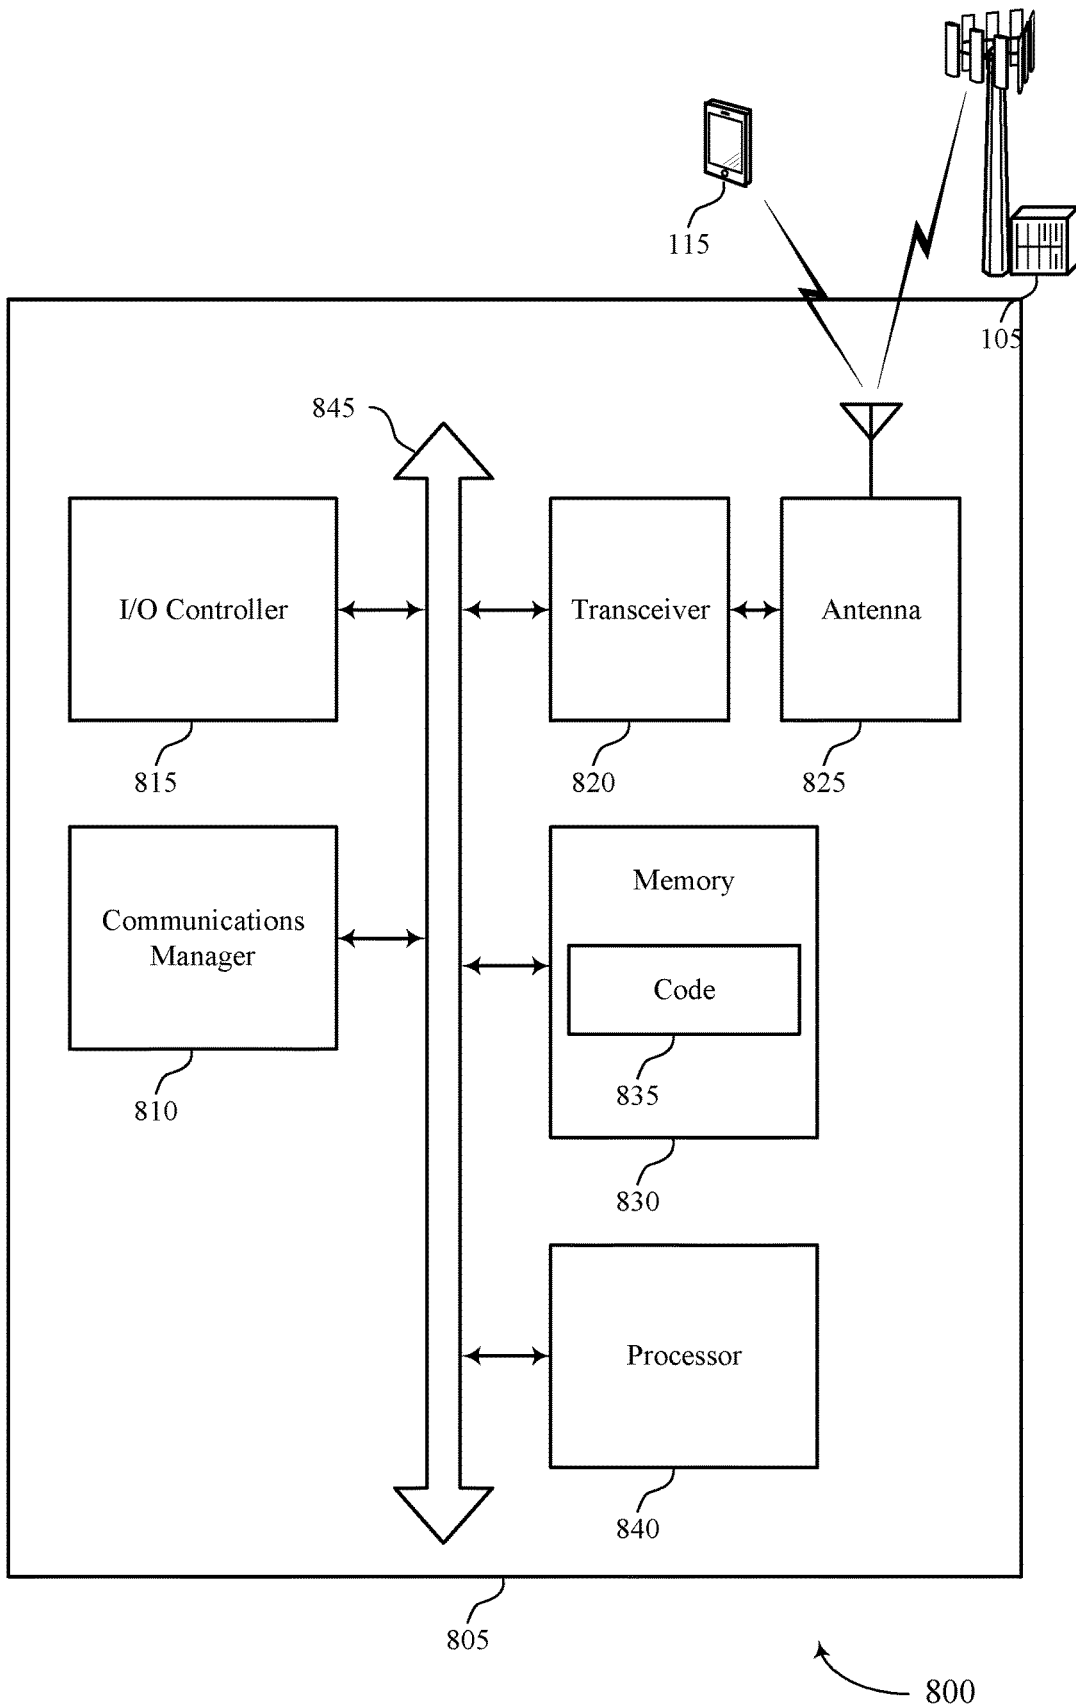 115
105
845
I/O Controller
Transceiver
Antenna
815
820
825
Communications
Manager
Memory
Code
810
835
830
Processor
840
805
800